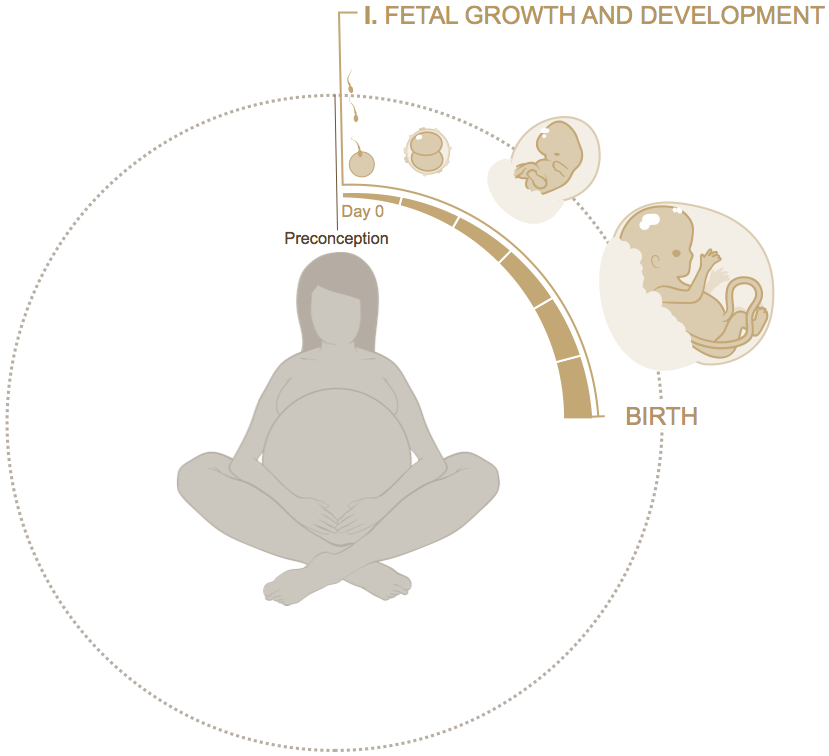 I. FETAL GROWTH AND DEVELOPMENT
Day 0
Preconception
BIRTH